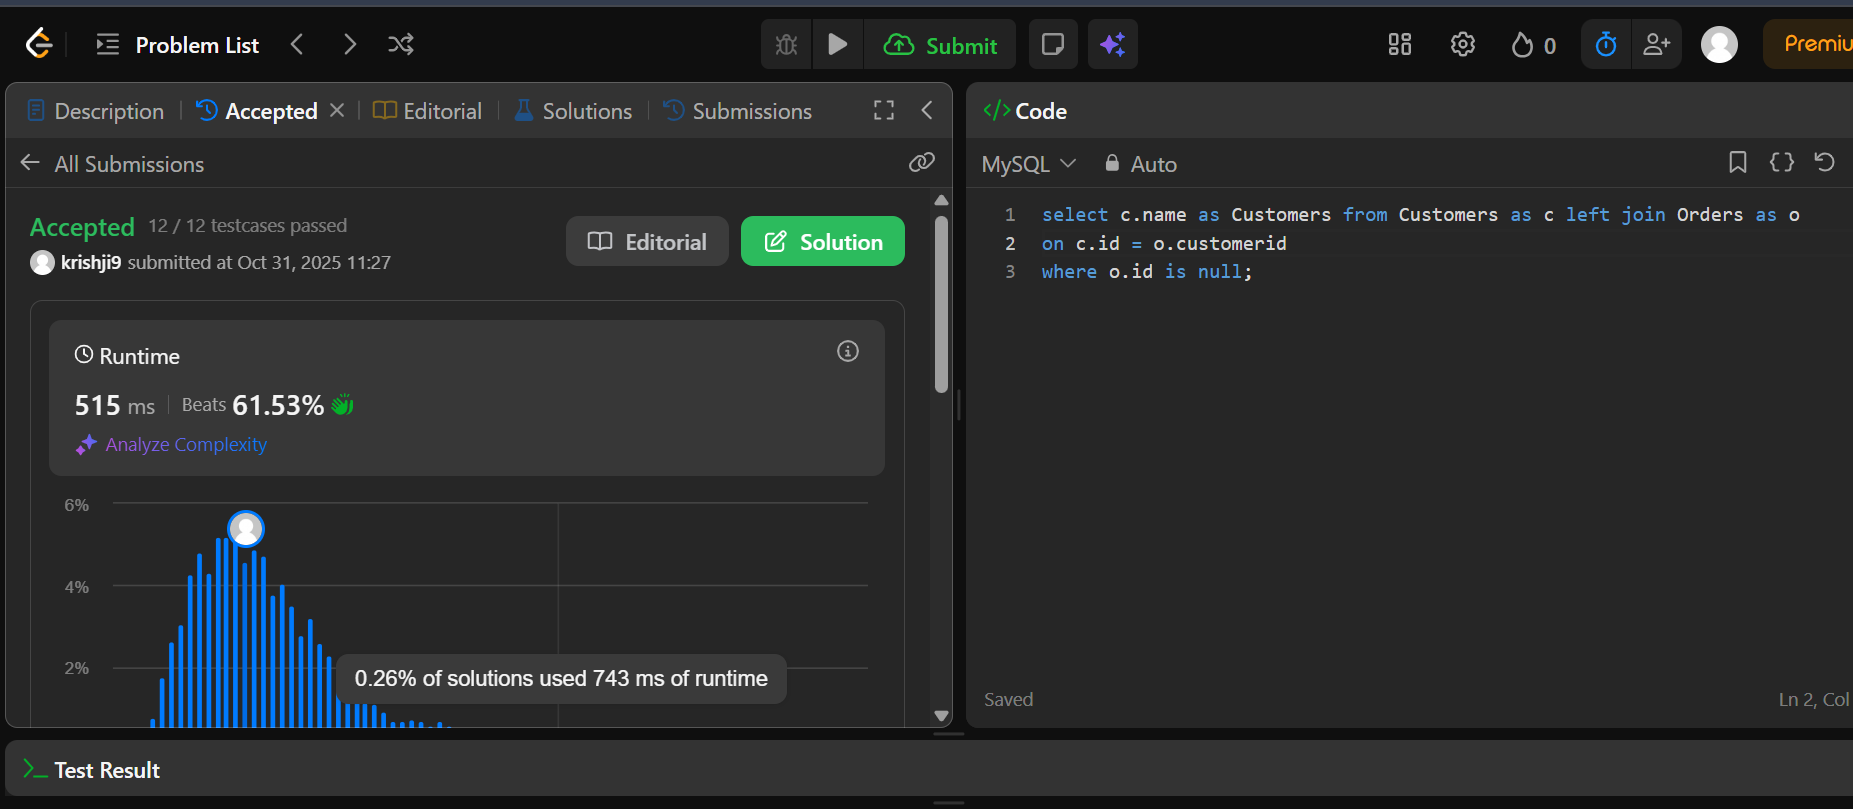 Problem List
Submit
0
Premiu
Description
Accepted
Editorial
Solutions
Submissions
All Submissions
Accepted 12 / 12 testcases passed
krishji9 submitted at Oct 31, 2025 11:27
Editorial
Solution
Runtime
515 ms Beats 61.53%
Analyze Complexity
6%
4%
2%
0.26% of solutions used 743 ms of runtime
Code
MySQL
Auto
1 select c.name as Customers from Customers as c left join Orders as o
2 on c.id = o.customerid
3 where o.id is null;
Saved
Ln 2, Col
Test Result